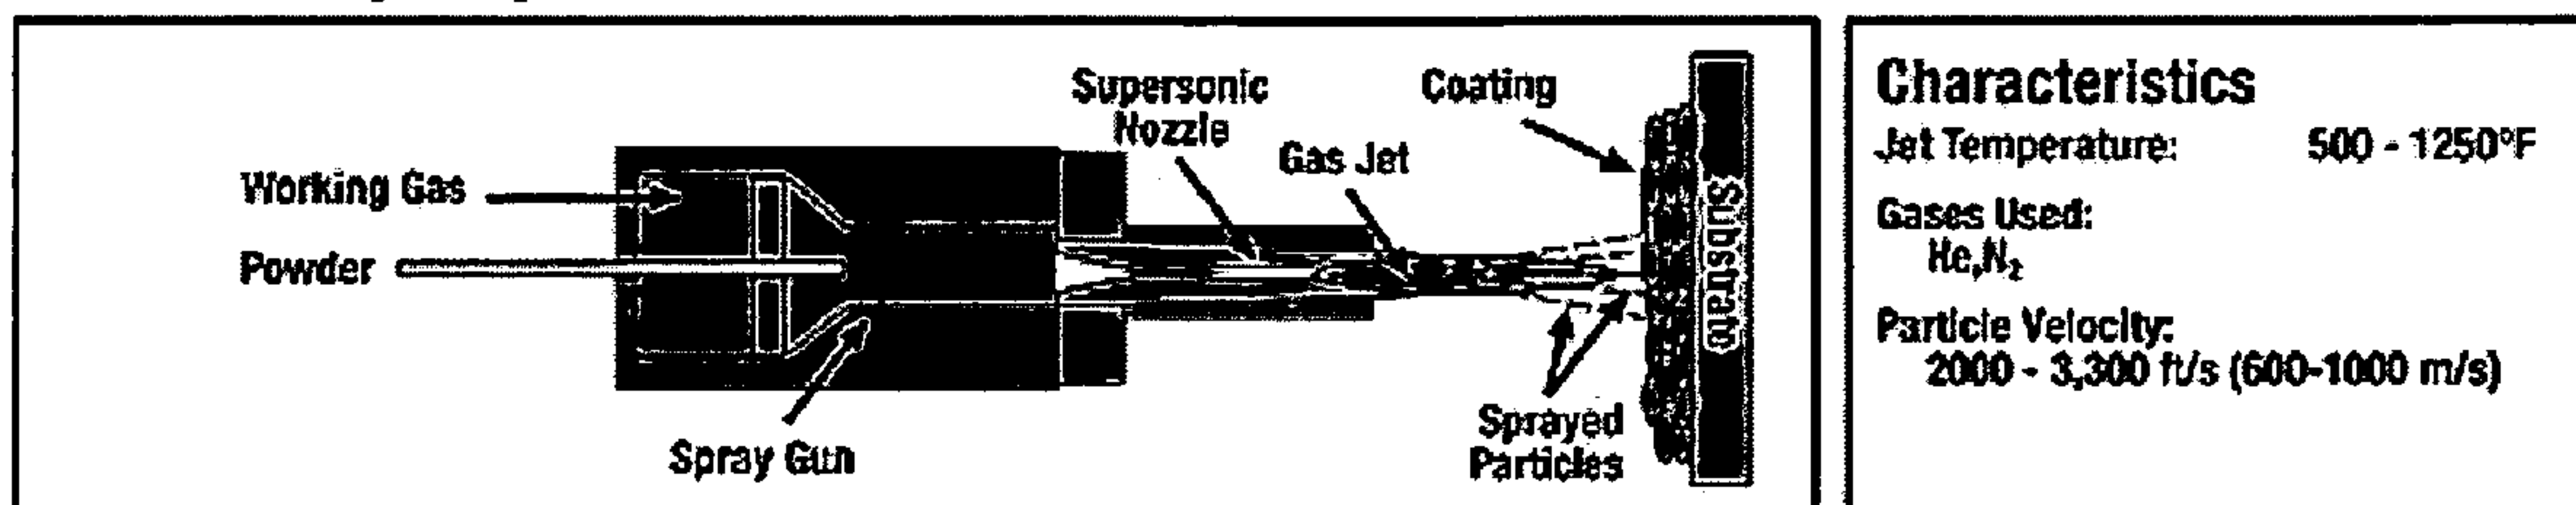 Supersonic
Nozzle
Coating
Gas Jet
Working Gas
Powder
Substrate
Spray Gun
Sprayed
Particles
Characteristics
Jet Temperature: 500 - 1250°F
Gases Used:
He,N₂
Particle Velocity:
2000 - 3,300 ft/s (600-1000 m/s)